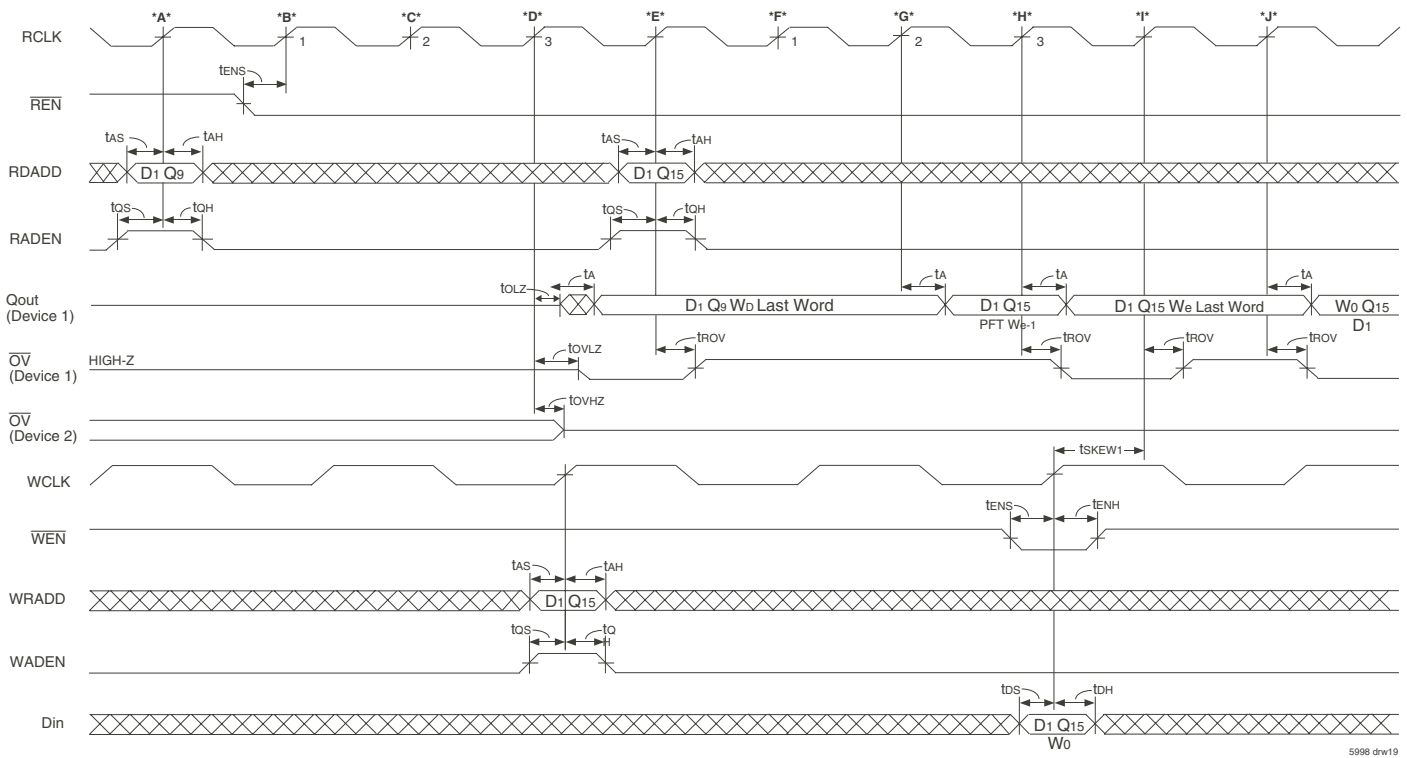 *A* *B* *C* *D* *E* *F* *G* *H* *I* *J*
RCLK 1 2 3 1 2 3
tENS
REN
tAS tAH tAS tAH
RDADD D1 Q9 D1 Q15
tQS tQH tQS tQH
RADEN
tA tA tA tA
tOLZ
Qout
(Device 1) D1 Q9 WD Last Word D1 Q15 D1 Q15 We Last Word W0 Q15
PFT We-1 D1
tOVLZ tROV tROV tROV tROV
OV
(Device 1) HIGH-Z
tOVHZ
OV
(Device 2)
tSKEW1
WCLK
tENS tENH
WEN
tAS tAH
WRADD D1 Q15
tQS tQ
H
WADEN
tDS tDH
Din D1 Q15
W0
5998 drw19